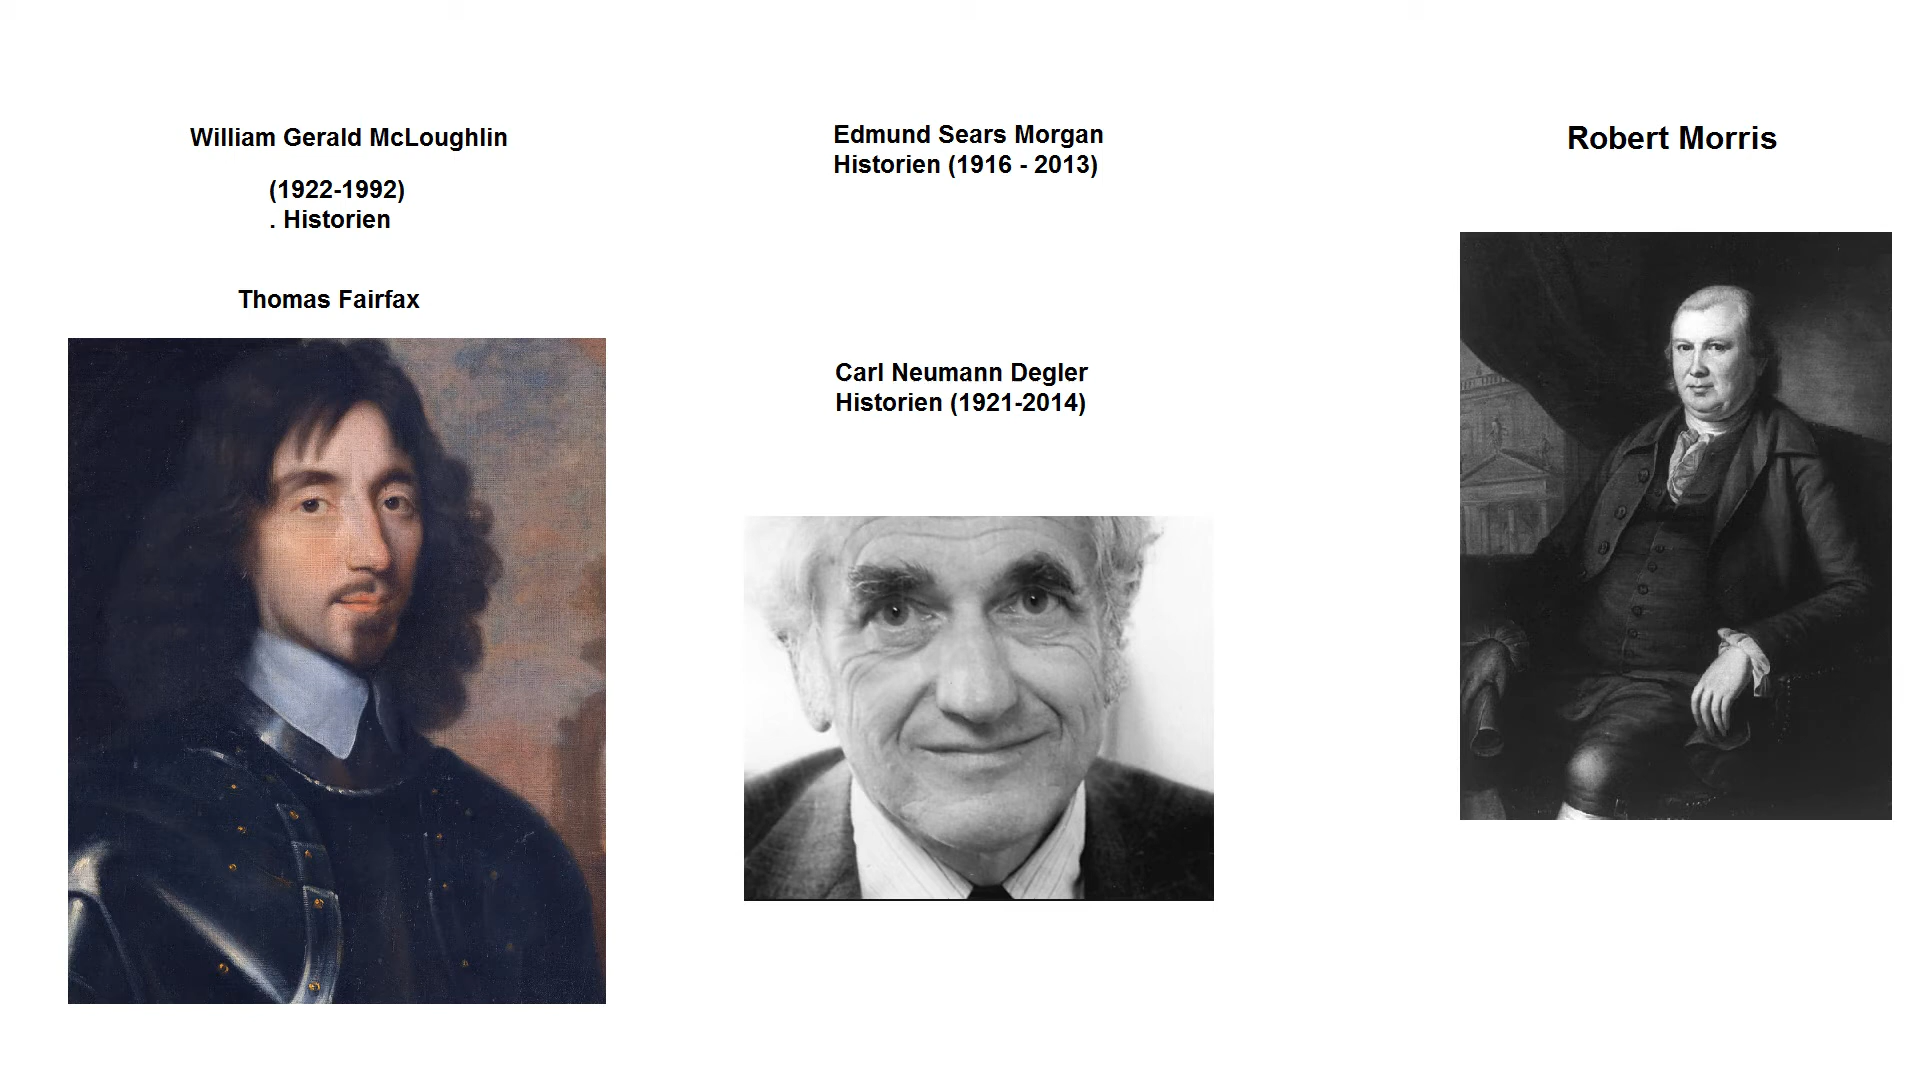 William Gerald McLoughlin
(1922-1992)
. Historien
Thomas Fairfax
Edmund Sears Morgan
Historien (1916 - 2013)
Carl Neumann Degler
Historien (1921-2014)
Robert Morris